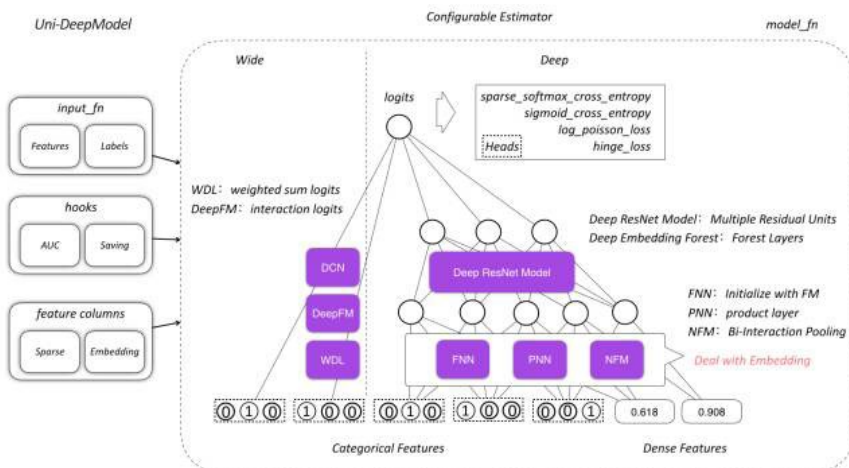 Uni-DeepModel
Configurable Estimator
model_fn
Wide
Deep
input_fn
Features
Labels
hooks
AUC
Saving
feature columns
Sparse
Embedding
logits
sparse_softmax_cross_entropy
sigmoid_cross_entropy
log_poisson_loss
Heads
hinge_loss
WDL: weighted sum logits
DeepFM: interaction logits
Deep ResNet Model: Multiple Residual Units
Deep Embedding Forest: Forest Layers
DCN
DeepFM
WDL
Deep ResNet Model
FNN: Initialize with FM
PNN: product layer
NFM: Bi-Interaction Pooling
FNN
PNN
NFM
Deal with Embedding
0 1 0
1 0 0
0 1 0
1 0 0
0 0 1
0.618
0.908
Categorical Features
Dense Features